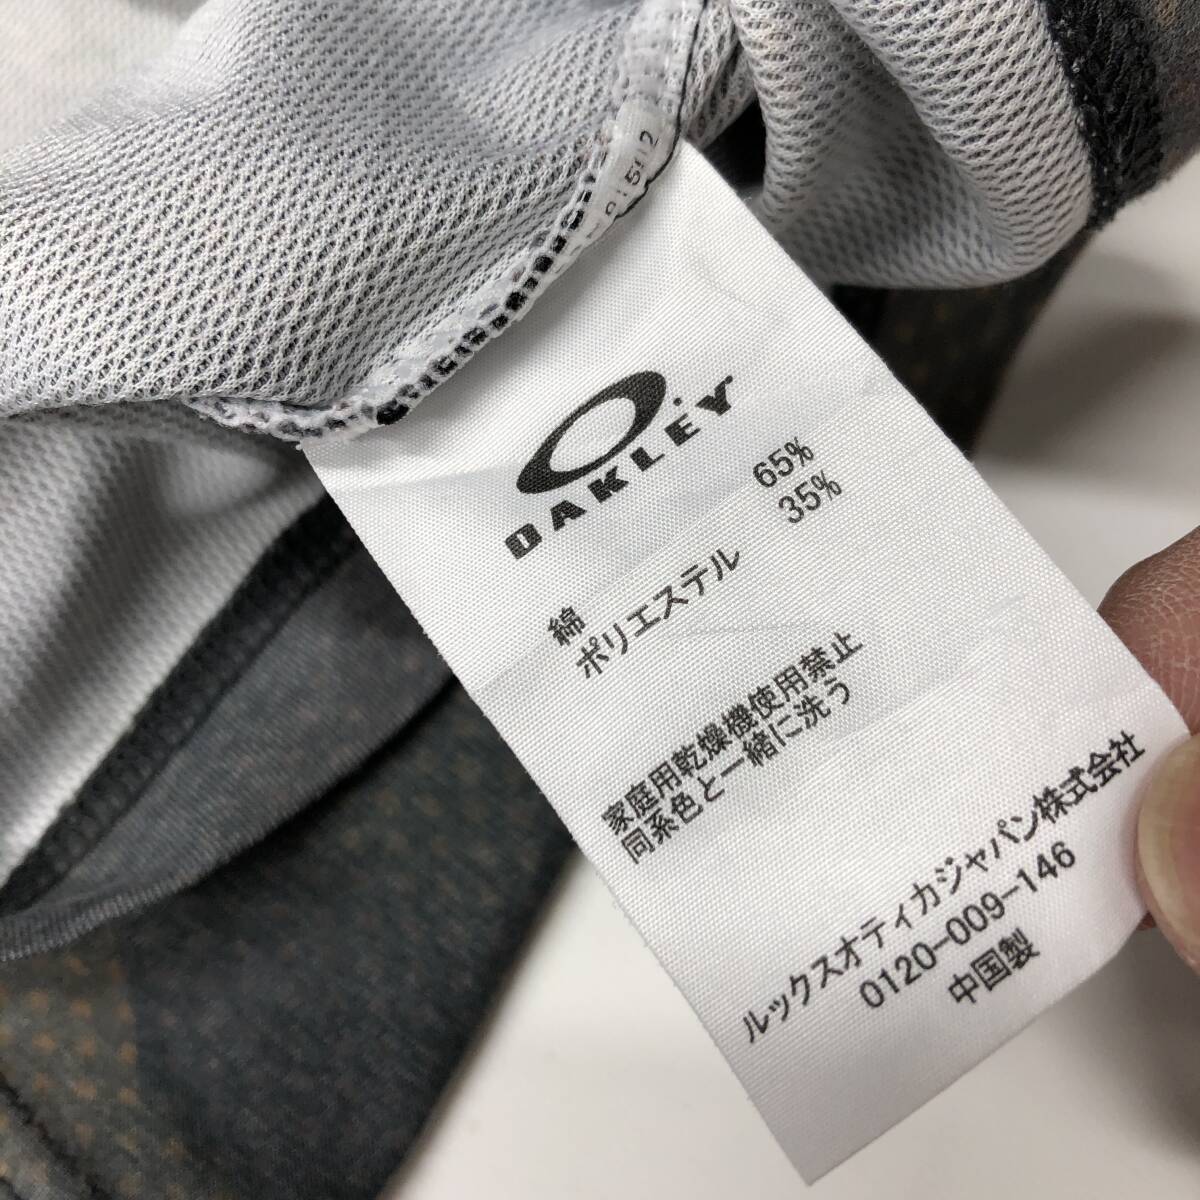 OAKLEY
綿 65%
ポリエステル 35%
家庭用乾燥機使用禁止
同系色と一緒に洗う
ルックスオティカジャパン株式会社
0120-009-146
中国製